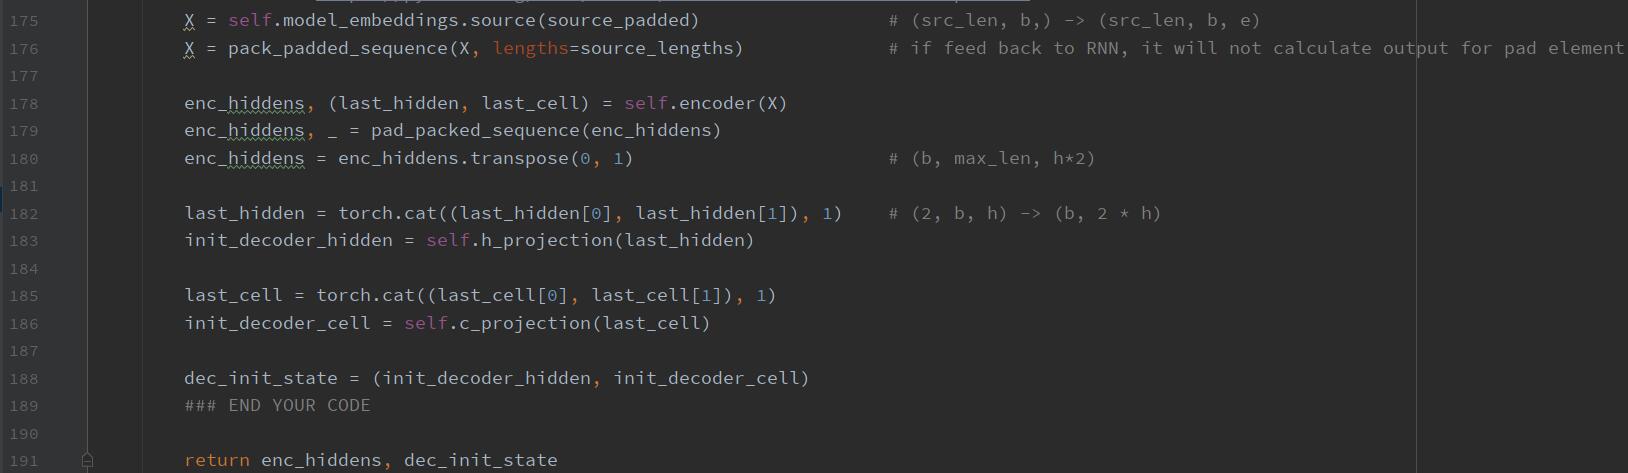 175 X = self.model_embeddings.source(source_padded) # (src_len, b,) -> (src_len, b, e)
176 X = pack_padded_sequence(X, lengths=source_lengths) # if feed back to RNN, it will not calculate output for pad element
177
178 enc_hiddens, (last_hidden, last_cell) = self.encoder(X)
179 enc_hiddens, _ = pad_packed_sequence(enc_hiddens)
180 enc_hiddens = enc_hiddens.transpose(0, 1) # (b, max_len, h*2)
181
182 last_hidden = torch.cat((last_hidden[0], last_hidden[1]), 1) # (2, b, h) -> (b, 2 * h)
183 init_decoder_hidden = self.h_projection(last_hidden)
184
185 last_cell = torch.cat((last_cell[0], last_cell[1]), 1)
186 init_decoder_cell = self.c_projection(last_cell)
187
188 dec_init_state = (init_decoder_hidden, init_decoder_cell)
189 ### END YOUR CODE
190
191 return enc_hiddens, dec_init_state